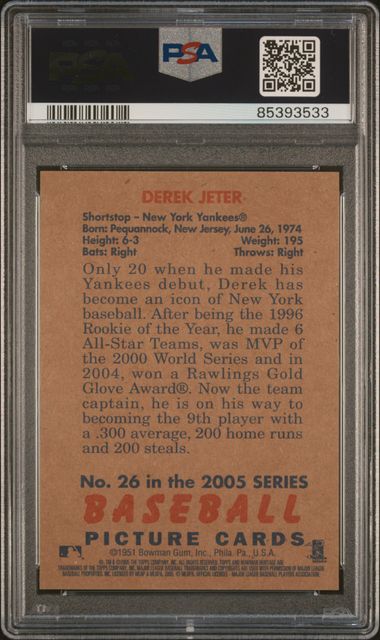 PSA
PSA
85393533
DEREK JETER
Shortstop – New York Yankees®
Born: Pequannock, New Jersey, June 26, 1974
Height: 6-3 Weight: 195
Bats: Right Throws: Right
Only 20 when he made his
Yankees debut, Derek has
become an icon of New York
baseball. After being the 1996
Rookie of the Year, he made 6
All-Star Teams, was MVP of
the 2000 World Series and in
2004, won a Rawlings Gold
Glove Award®. Now the team
captain, he is on his way to
becoming the 9th player with
a .300 average, 200 home runs
and 200 steals.
No. 26 in the 2005 SERIES
BASEBALL
PICTURE CARDS
©1951 Bowman Gum, Inc., Phila. Pa., U.S.A.